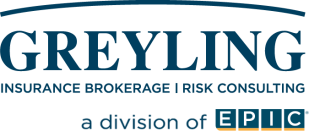 GREYLING
INSURANCE BROKERAGE | RISK CONSULTING
a division of EPIC®